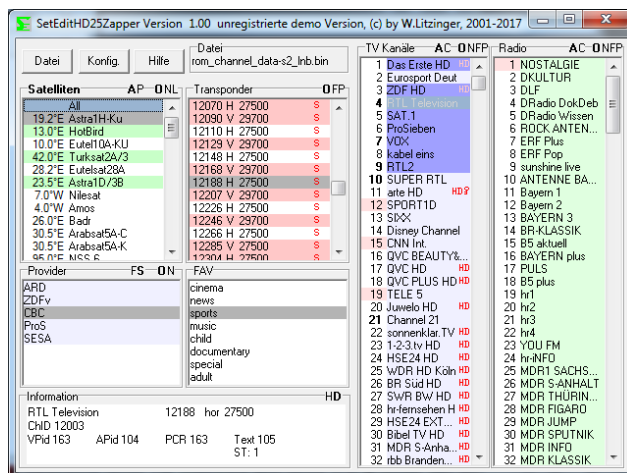 SetEditHD25Zapper Version 1.00 unregistrierte demo Version, (c) by W.Litzinger, 2001-2017
Datei
Konfig.
Hilfe
Datei
rom_channel_data-s2_lnb.bin
Satelliten AP ONL
All
19.2°E Astra1H-Ku
13.0°E HotBird
10.0°E Eutel10A-KU
42.0°E Turksat2A/3
28.2°E Eutelsat28A
23.5°E Astra1D/3B
7.0°W Nilesat
4.0°W Amos
26.0°E Badr
30.5°E Arabsat5A-C
30.5°E Arabsat5A-K
95.0°E NSS 6
Transponder OFP
12070 H 27500 S
12090 V 29700 S
12110 H 27500 S
12129 V 27500 S
12148 H 27500 S
12168 V 29700 S
12188 H 27500 S
12207 V 29700 S
12226 H 27500 S
12246 V 29700 S
12266 H 27500 S
12285 V 27500 S
12304 H 27500 S
Provider FS ON
ARD
ZDFv
CBC
ProS
SESA
FAV
cinema
news
sports
music
child
documentary
special
adult
Information HD
RTL Television 12188 hor 27500
ChID 12003
VPid 163 APid 104 PCR 163 Text 105
ST: 1
TV Kanäle AC ONFP
1 Das Erste HD HD
2 Eurosport Deut
3 ZDF HD HD
4 RTL Television
5 SAT.1
6 ProSieben
7 VOX
8 kabel eins
9 RTL2
10 SUPER RTL
11 arte HD HD?
12 SPORT1D
13 SIXX
14 Disney Channel
15 CNN Int.
16 QVC BEAUTY&..
17 QVC HD HD
18 QVC PLUS HD HD
19 TELE 5
20 Juwelo HD HD
21 Channel 21
22 sonnenklar.TV HD
23 1-2-3.tv HD HD
24 HSE24 HD HD
25 WDR HD Köln HD
26 BR Süd HD HD
27 SWR BW HD HD
28 hr-fernsehen H HD
29 HSE24 EXT... HD
30 Bibel TV HD HD
31 MDR S-Anha... HD
32 rbb Branden... HD
Radio AC ONFP
1 NOSTALGIE
2 DKULTUR
3 DLF
4 DRadio DokDeb
5 DRadio Wissen
6 ROCK ANTEN...
7 ERF Plus
8 ERF Pop
9 sunshine live
10 ANTENNE BA...
11 Bayern 1
12 Bayern 2
13 BAYERN 3
14 BR-KLASSIK
15 B5 aktuell
16 BAYERN plus
17 PULS
18 B5 plus
19 hr1
20 hr2
21 hr3
22 hr4
23 YOU FM
24 hr-iNFO
25 MDR1 SACHS...
26 MDR S-ANHALT
27 MDR THÜRIN...
28 MDR FIGARO
29 MDR JUMP
30 MDR SPUTNIK
31 MDR INFO
32 MDR KLASSIK